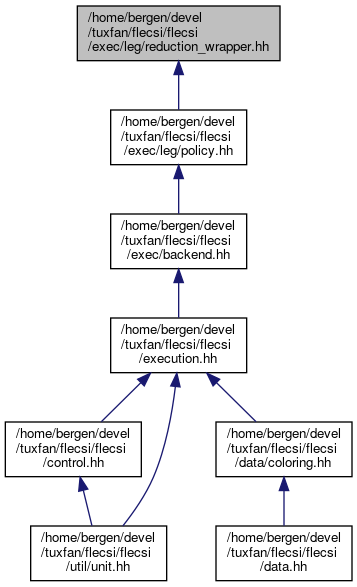 /home/bergen/devel
/tuxfan/flecsi/flecsi
/exec/leg/reduction_wrapper.hh
/home/bergen/devel
/tuxfan/flecsi/flecsi
/exec/leg/policy.hh
/home/bergen/devel
/tuxfan/flecsi/flecsi
/exec/backend.hh
/home/bergen/devel
/tuxfan/flecsi/flecsi
/execution.hh
/home/bergen/devel
/tuxfan/flecsi/flecsi
/control.hh
/home/bergen/devel
/tuxfan/flecsi/flecsi
/data/coloring.hh
/home/bergen/devel
/tuxfan/flecsi/flecsi
/util/unit.hh
/home/bergen/devel
/tuxfan/flecsi/flecsi
/data.hh